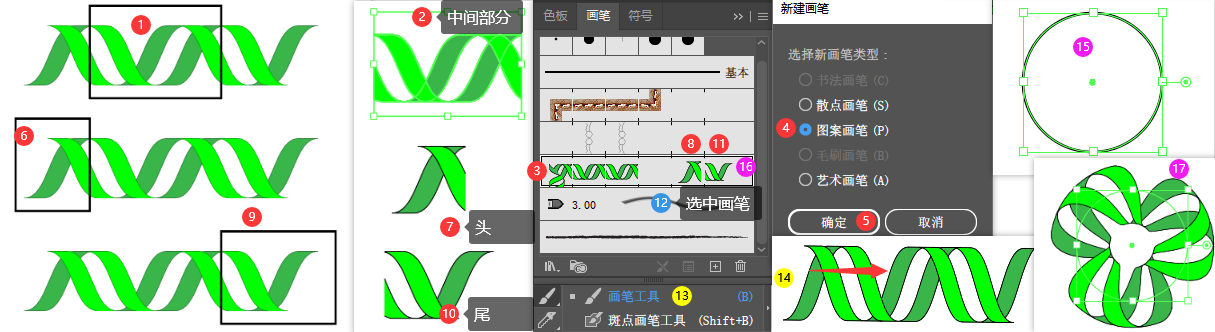 1
6
9
2 中间部分
7 头
10 尾
色板 画笔 符号
基本
3 8 11 16
3.00
12 选中画笔
画笔工具 13 (B)
斑点画笔工具 (Shift+B)
新建画笔
选择新画笔类型：
书法画笔 (C)
散点画笔 (S)
4 图案画笔 (P)
毛刷画笔 (B)
艺术画笔 (A)
确定 5 取消
14
15
17